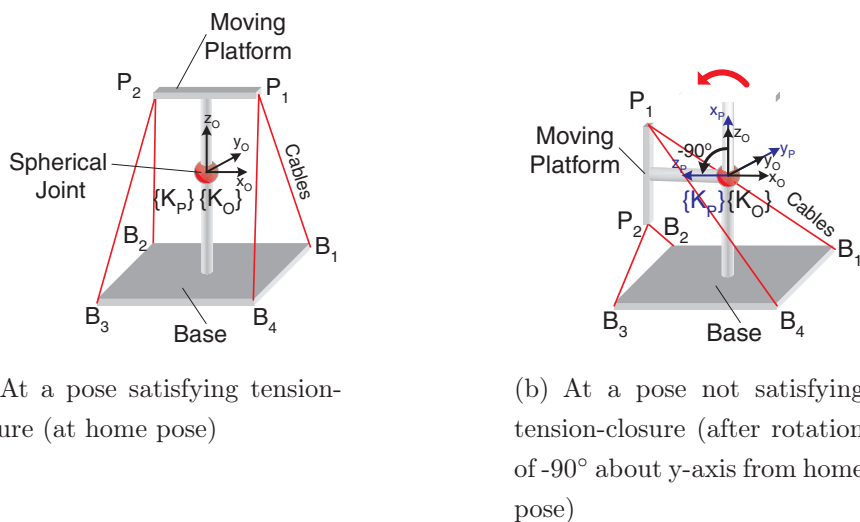 Moving
Platform
P2
P1
zO
yO
xO
Spherical
Joint
Cables
{KP} {KO}
B2
B1
B3
B4
Base
At a pose satisfying tension-
ure (at home pose)
P1
xP
zO
-90º
yP
yO
Moving
Platform
zP
xO
{KP}{KO}
Cables
P2
B2
B1
B3
B4
Base
(b) At a pose not satisfying
tension-closure (after rotation
of -90° about y-axis from home
pose)